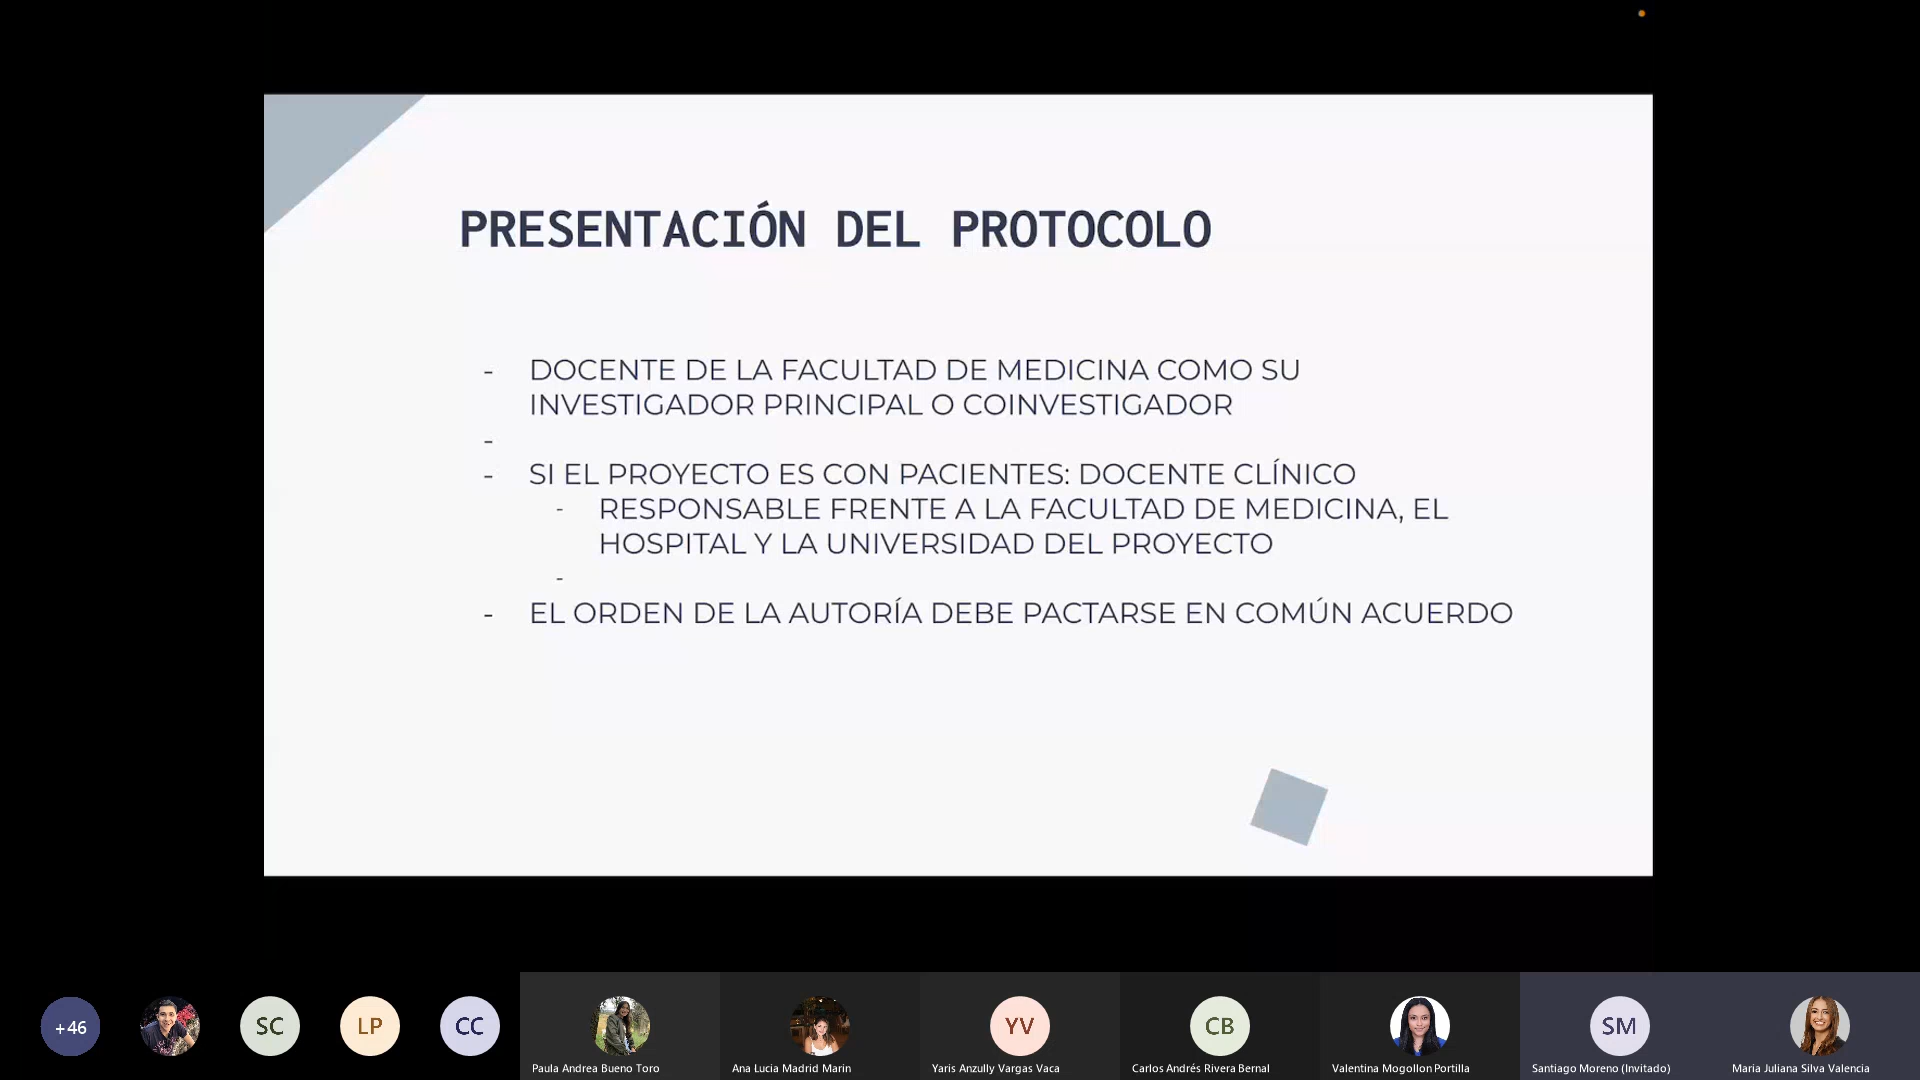 PRESENTACIÓN DEL PROTOCOLO
- DOCENTE DE LA FACULTAD DE MEDICINA COMO SU
INVESTIGADOR PRINCIPAL O COINVESTIGADOR
-
- SI EL PROYECTO ES CON PACIENTES: DOCENTE CLÍNICO
- RESPONSABLE FRENTE A LA FACULTAD DE MEDICINA, EL
HOSPITAL Y LA UNIVERSIDAD DEL PROYECTO
-
- EL ORDEN DE LA AUTORÍA DEBE PACTARSE EN COMÚN ACUERDO
+46
SC
LP
CC
YV
CB
SM
Paula Andrea Bueno Toro
Ana Lucia Madrid Marin
Yaris Anzully Vargas Vaca
Carlos Andrés Rivera Bernal
Valentina Mogollon Portilla
Santiago Moreno (Invitado)
Maria Juliana Silva Valencia